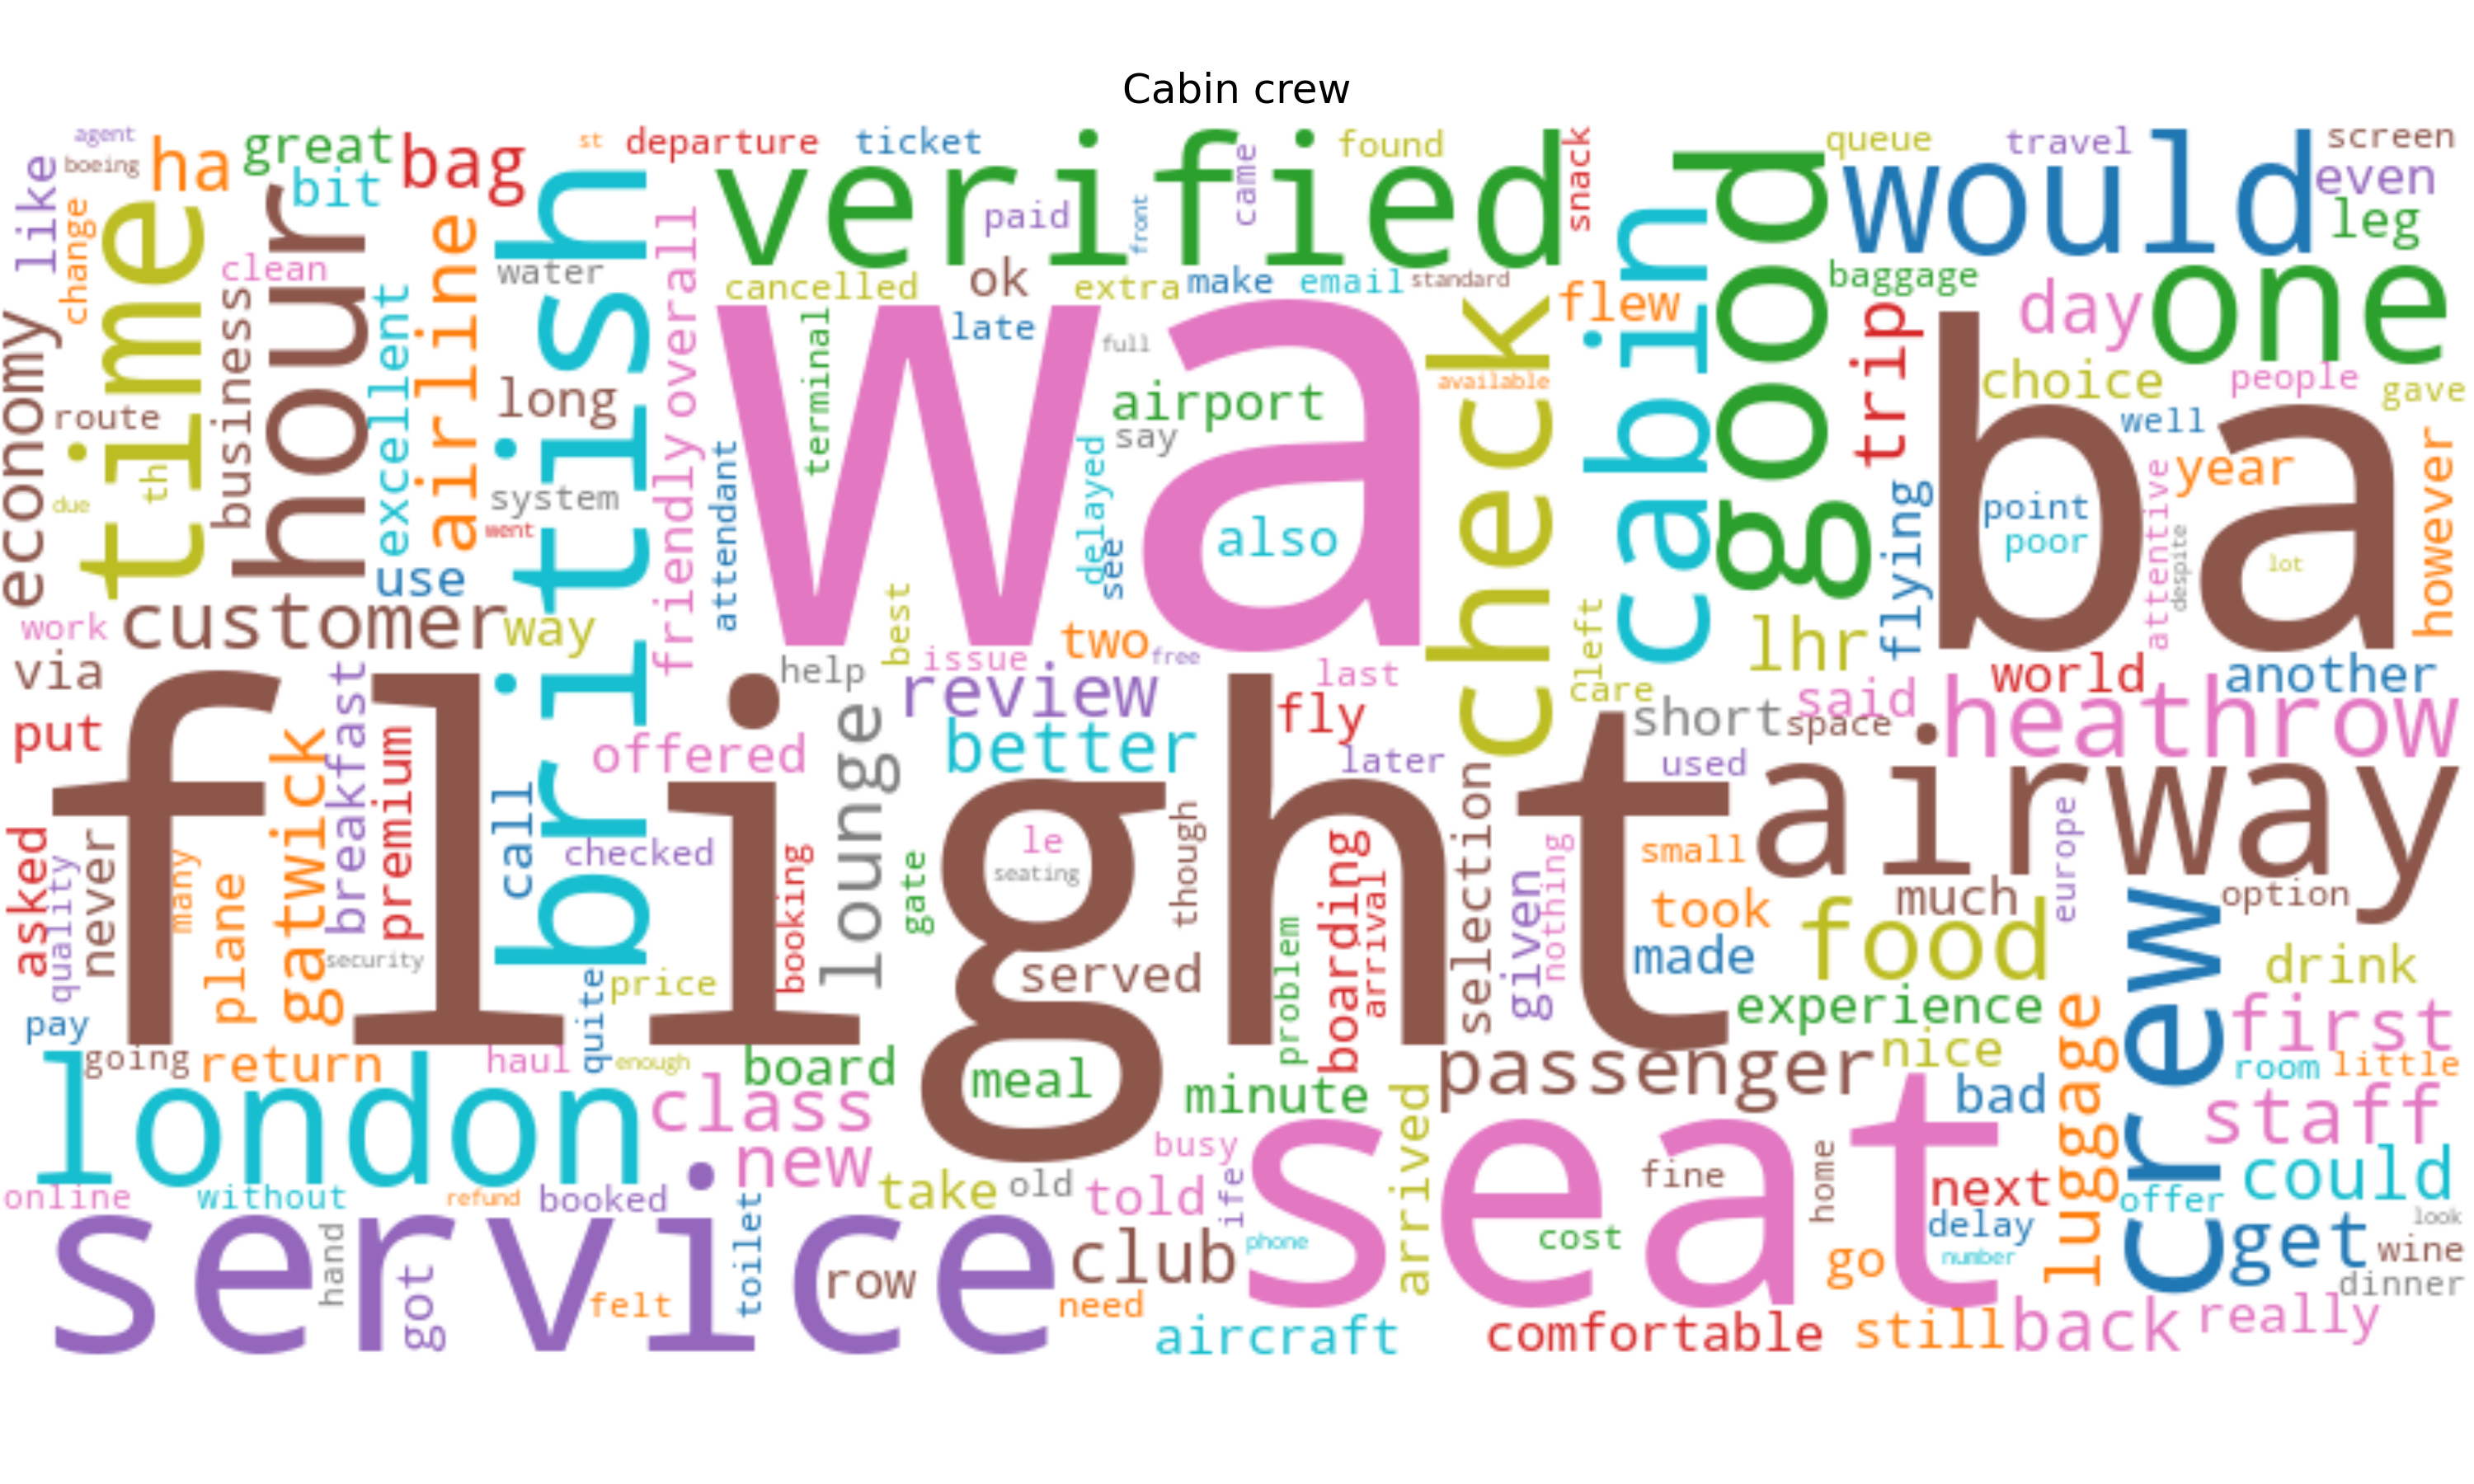 Cabin crew
agent
st
departure
ticket
verified
found
snack
queue
travel
would
screen
boeing
ha
great
bag
bit
like
change
time
hour
clean
airline
british
water
overall
paid
front
came
cabin
good
even
leg
cancelled
ok
extra
make
email
standard
flew
baggage
day
one
economy
business
excellent
late
full
wa
terminal
airport
say
check
available
trip
ba
choice
people
gave
route
long
friendly
attendant
delayed
see
also
well
year
however
due
th
system
went
use
flying
point
poor
attentive
despite
lot
work
customer
way
best
issue
two
free
cleft
lhr
via
breakfast
help
review
last
care
world
another
put
flight
fly
said
short
space
heathrow
gatwick
premium
offered
lounge
better
later
used
airway
asked
quality
never
many
plane
call
checked
booking
gate
le
seating
though
boarding
arrival
selection
given
nothing
small
europe
took
much
option
security
quite
price
served
problem
made
food
crew
drink
pay
experience
first
going
return
haul
enough
board
meal
minute
passenger
nice
luggage
room
little
london
class
bad
staff
new
busy
arrived
fine
home
next
could
online
without
refund
booked
take
old
told
ife
seat
offer
service
hand
got
felt
toilet
row
club
phone
cost
go
delay
number
get
look
wine
dinner
need
aircraft
comfortable
still
back
really